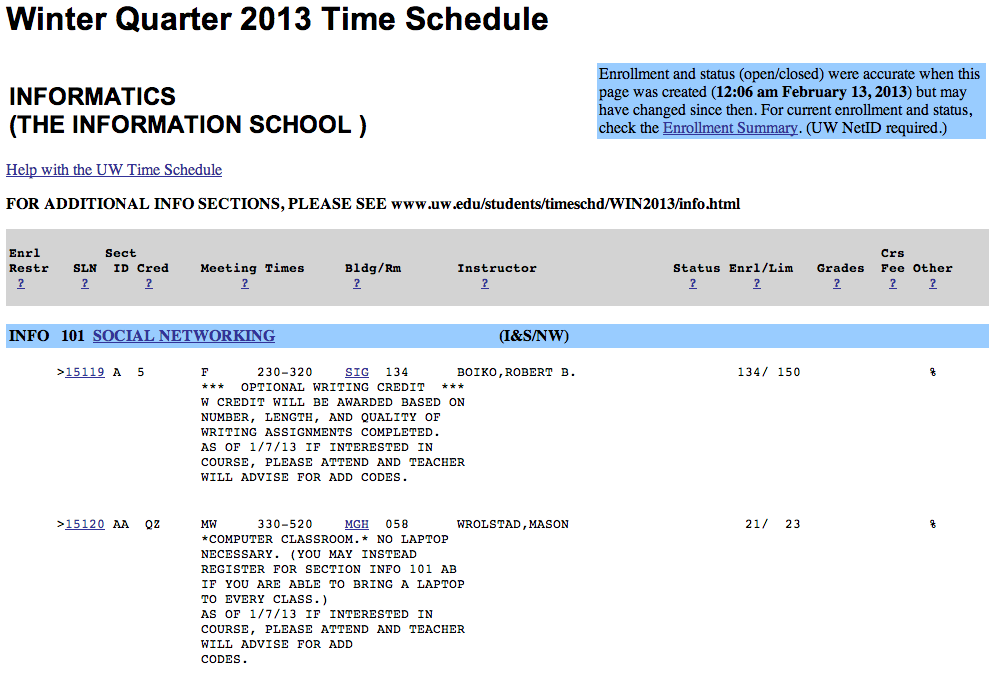 Winter Quarter 2013 Time Schedule
INFORMATICS
(THE INFORMATION SCHOOL )
Enrollment and status (open/closed) were accurate when this
page was created (12:06 am February 13, 2013) but may
have changed since then. For current enrollment and status,
check the Enrollment Summary. (UW NetID required.)
Help with the UW Time Schedule
FOR ADDITIONAL INFO SECTIONS, PLEASE SEE www.uw.edu/students/timeschd/WIN2013/info.html
Enrl Sect Crs
Restr SLN ID Cred Meeting Times Bldg/Rm Instructor Status Enrl/Lim Grades Fee Other
? ? ? ? ? ? ? ? ? ? ?
INFO 101 SOCIAL NETWORKING (I&S/NW)
>15119 A 5 F 230-320 SIG 134 BOIKO,ROBERT B. 134/ 150 %
*** OPTIONAL WRITING CREDIT ***
W CREDIT WILL BE AWARDED BASED ON
NUMBER, LENGTH, AND QUALITY OF
WRITING ASSIGNMENTS COMPLETED.
AS OF 1/7/13 IF INTERESTED IN
COURSE, PLEASE ATTEND AND TEACHER
WILL ADVISE FOR ADD CODES.
>15120 AA QZ MW 330-520 MGH 058 WROLSTAD,MASON 21/ 23 %
*COMPUTER CLASSROOM.* NO LAPTOP
NECESSARY. (YOU MAY INSTEAD
REGISTER FOR SECTION INFO 101 AB
IF YOU ARE ABLE TO BRING A LAPTOP
TO EVERY CLASS.)
AS OF 1/7/13 IF INTERESTED IN
COURSE, PLEASE ATTEND AND TEACHER
WILL ADVISE FOR ADD
CODES.